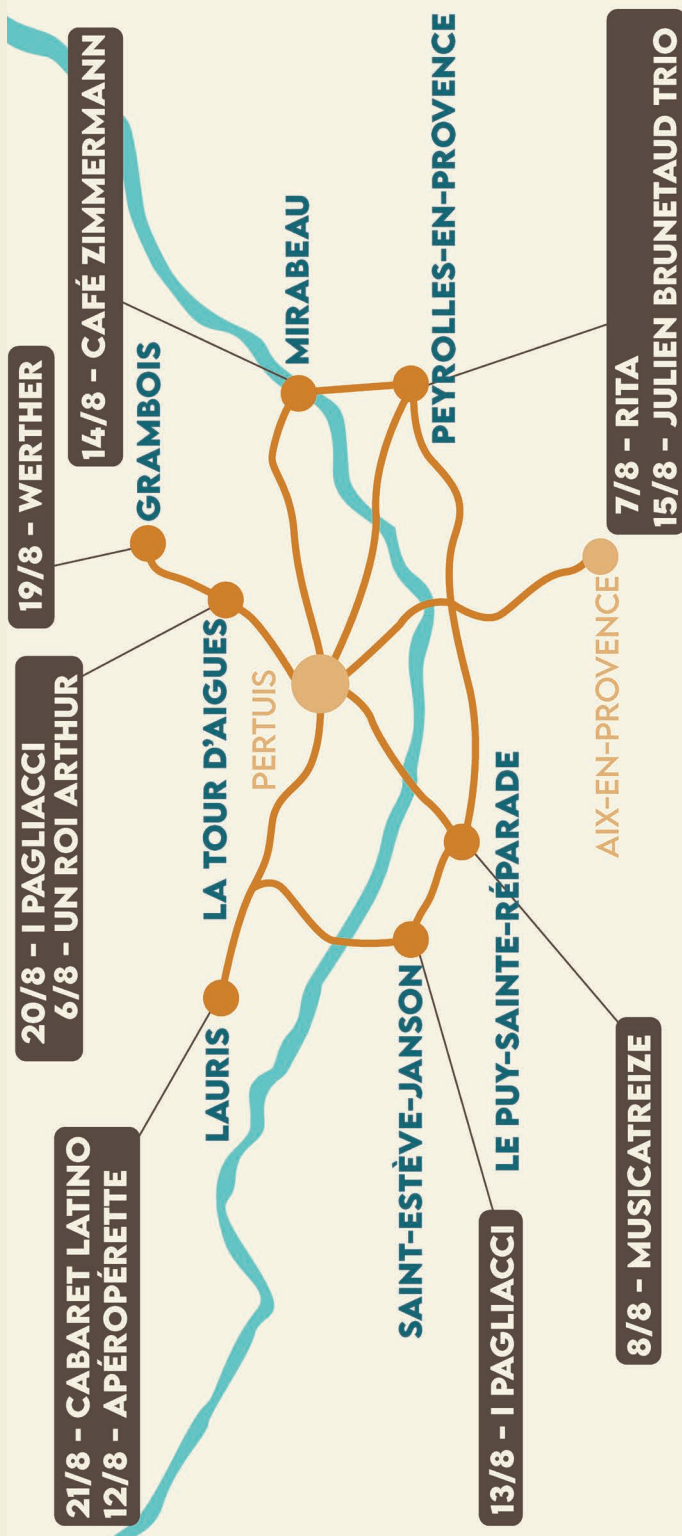 21/8 – CABARET LATINO
12/8 – APÉROPÉRETTE
20/8 – I PAGLIACCI
6/8 – UN ROI ARTHUR
19/8 – WERTHER
14/8 – CAFÉ ZIMMERMANN
GRAMBOIS
LAURIS
LA TOUR D'AIGUES
PERTUIS
MIRABEAU
SAINT-ESTÈVE-JANSON
PEYROLLES-EN-PROVENCE
LE PUY-SAINTE-RÉPARADE
13/8 – I PAGLIACCI
AIX-EN-PROVENCE
8/8 – MUSICATREIZE
7/8 – RITA
15/8 – JULIEN BRUNETAUD TRIO